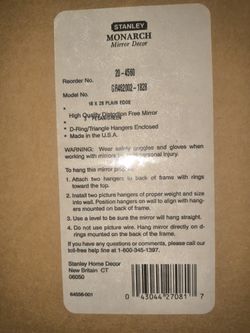 STANLEY
MONARCH
Mirror Decor
Reorder No. 20-4560
Model No. GR462002-1828
18 X 28 PLAIN EDGE
* High Quality Distortion Free Mirror
* D-Ring/Triangle Hangers Enclosed
* Made in the U.S.A.
WARNING: Wear safety goggles and gloves when
working with mirrors to personal injury.
To hang this mirror
1. Attach two hangers to back of frame with rings
toward the top.
2. Install two picture hangers of proper weight and size
into wall. Position hangers on wall to align with hang-
ers mounted on back of frame.
3. Use a level to be sure the mirror will hang straight.
4. Do not use picture wire. Hang mirror directly on d-
rings mounted on the back of the frame.
If you have any questions or comments, please call our
toll-free help line at 1-800-345-1397.
Stanley Home Decor
New Britain CT
06050
64556-001
0 43044 27081 7